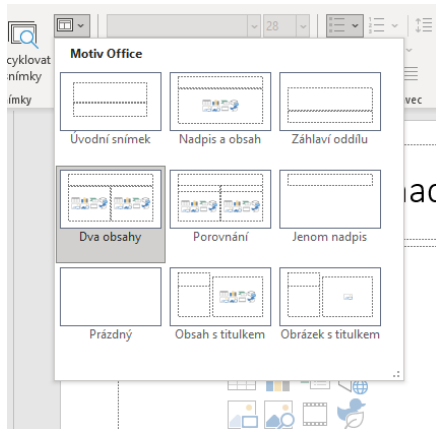 28
cyklovat
snímky
ímky
vec
Motiv Office
Úvodní snímek
Nadpis a obsah
Záhlaví oddílu
Dva obsahy
Porovnání
Jenom nadpis
Prázdný
Obsah s titulkem
Obrázek s titulkem
nad